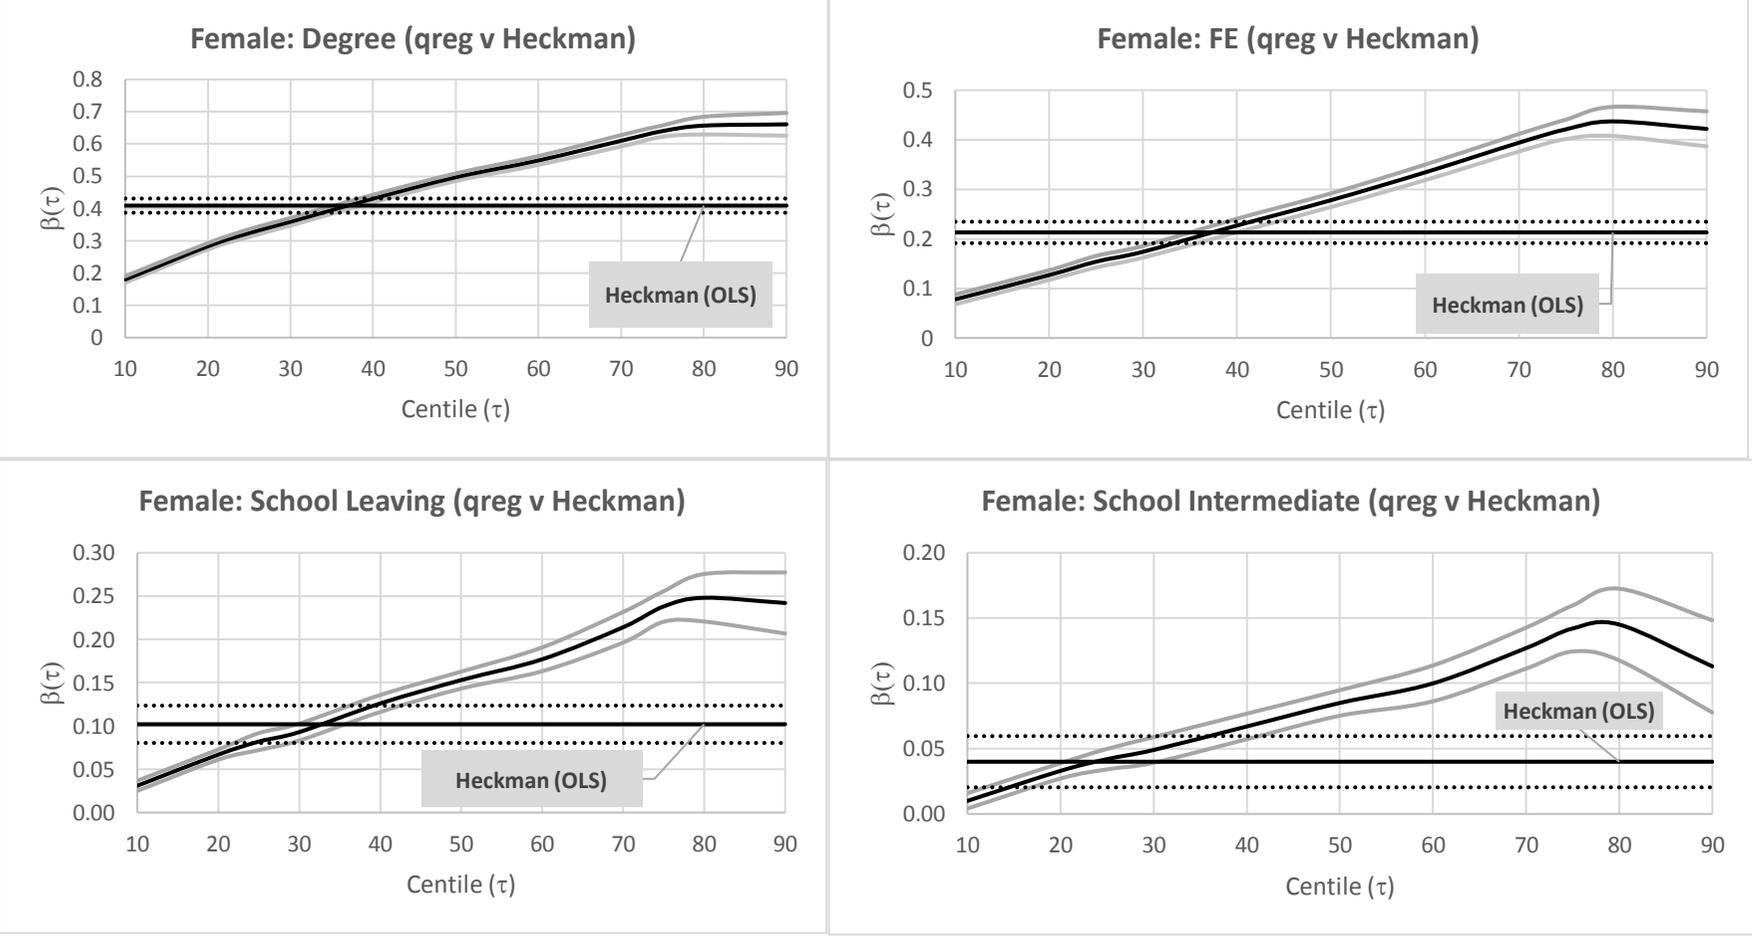 Female: Degree (qreg v Heckman)
0.8
0.7
0.6
0.5
0.4
0.3
0.2
0.1
0
β(τ)
Heckman (OLS)
10 20 30 40 50 60 70 80 90
Centile (τ)
Female: FE (qreg v Heckman)
0.5
0.4
0.3
0.2
0.1
0
β(τ)
Heckman (OLS)
10 20 30 40 50 60 70 80 90
Centile (τ)
Female: School Leaving (qreg v Heckman)
0.30
0.25
0.20
0.15
0.10
0.05
0.00
β(τ)
Heckman (OLS)
10 20 30 40 50 60 70 80 90
Centile (τ)
Female: School Intermediate (qreg v Heckman)
0.20
0.15
0.10
0.05
0.00
β(τ)
Heckman (OLS)
10 20 30 40 50 60 70 80 90
Centile (τ)